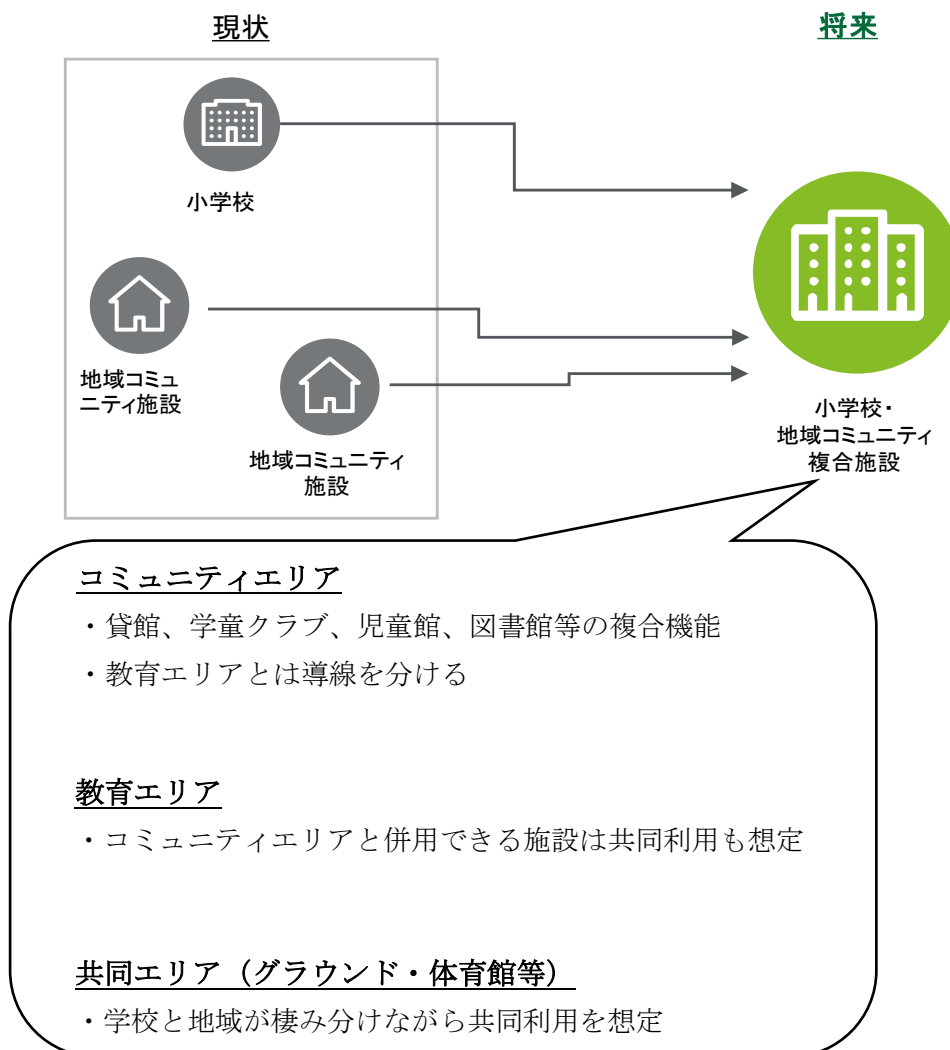 現状
将来
小学校
地域コミュ
ニティ施設
地域コミュニティ
施設
小学校・
地域コミュニティ
複合施設
コミュニティエリア
・貸館、学童クラブ、児童館、図書館等の複合機能
・教育エリアとは導線を分ける
教育エリア
・コミュニティエリアと併用できる施設は共同利用も想定
共同エリア（グラウンド・体育館等）
・学校と地域が棲み分けながら共同利用を想定